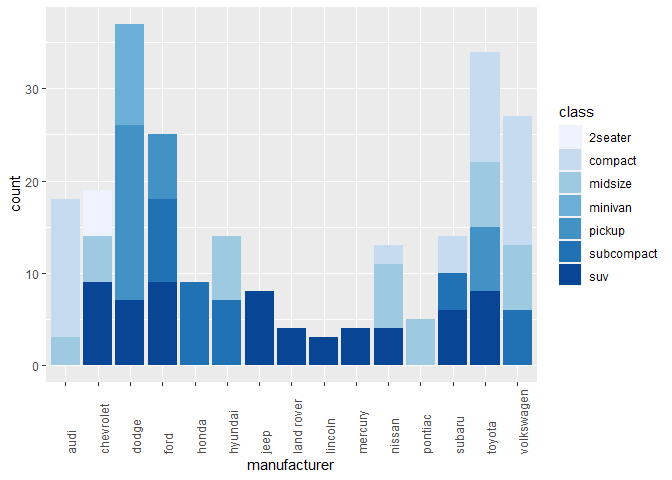 30
20
10
0
count
audi
chevrolet
dodge
ford
honda
hyundai
jeep
land rover
lincoln
mercury
nissan
pontiac
subaru
toyota
volkswagen
manufacturer
class
2seater
compact
midsize
minivan
pickup
subcompact
suv